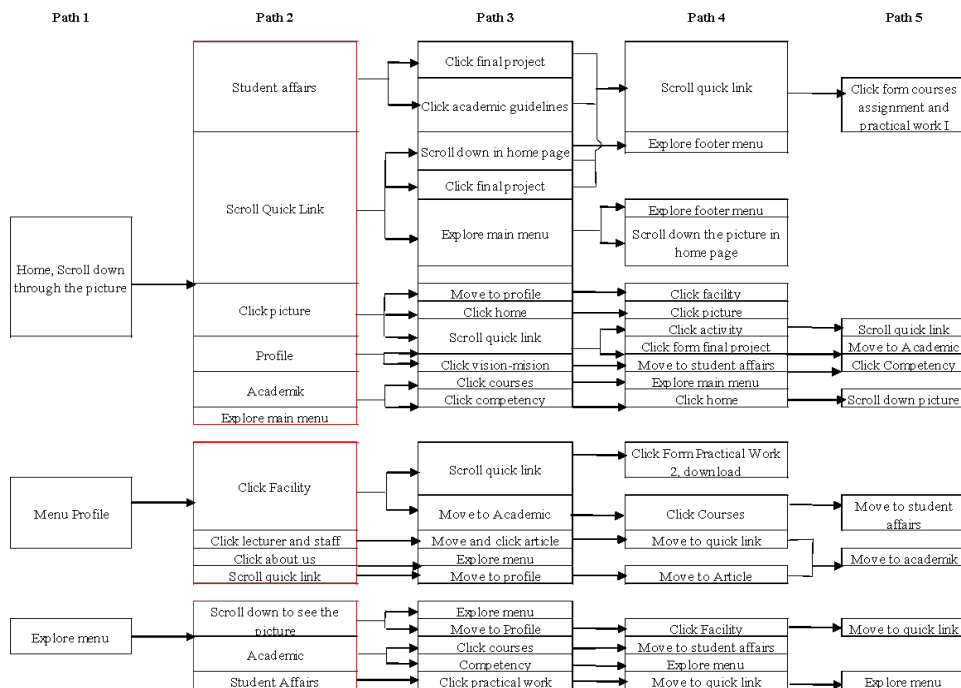 Path 1
Path 2
Path 3
Path 4
Path 5
Home, Scroll down
through the picture
Student affairs
Scroll Quick Link
Click picture
Profile
Academik
Explore main menu
Click final project
Click academic guidelines
Scroll down in home page
Click final project
Explore main menu
Move to profile
Click home
Scroll quick link
Click vision-mision
Click courses
Click competency
Scroll quick link
Explore footer menu
Explore footer menu
Scroll down the picture in
home page
Click facility
Click picture
Click activity
Click form final project
Move to student affairs
Explore main menu
Click home
Click form courses
assignment and
practical work I
Scroll quick link
Move to Academic
Click Competency
Scroll down picture
Menu Profile
Click Facility
Click lecturer and staff
Click about us
Scroll quick link
Scroll quick link
Move to Academic
Move and click article
Explore menu
Move to profile
Click Form Practical Work
2, download
Click Courses
Move to quick link
Move to Article
Move to student
affairs
Move to academik
Explore menu
Scroll down to see the
picture
Academic
Student Affairs
Explore menu
Move to Profile
Click courses
Competency
Click practical work
Click Facility
Move to student affairs
Explore menu
Move to quick link
Move to quick link
Explore menu